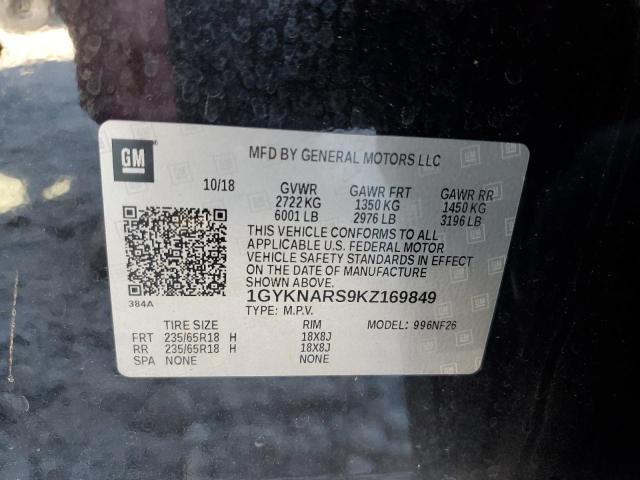 GM
MFD BY GENERAL MOTORS LLC
10/18 GVWR GAWR FRT GAWR RR
2722 KG 1350 KG 1450 KG
6001 LB 2976 LB 3196 LB
THIS VEHICLE CONFORMS TO ALL
APPLICABLE U.S. FEDERAL MOTOR
VEHICLE SAFETY STANDARDS IN EFFECT
ON THE DATE OF MANUFACTURE
SHOWN ABOVE.
384A
1GYKNARS9KZ169849
TYPE: M.P.V.
TIRE SIZE RIM MODEL: 996NF26
FRT 235/65R18 H 18X8J
RR 235/65R18 H 18X8J
SPA NONE NONE